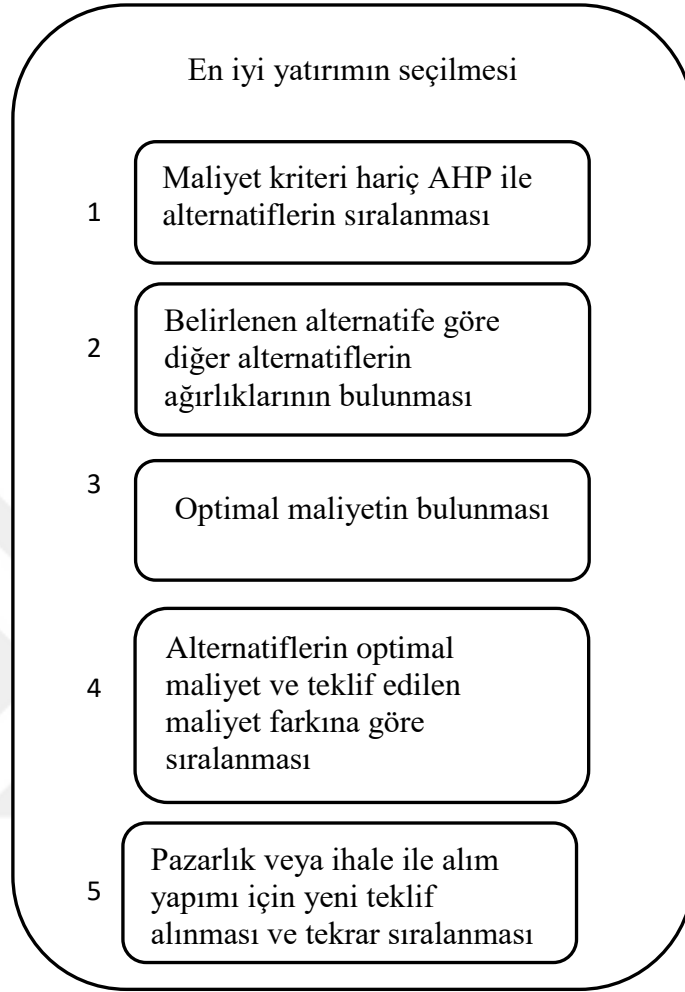 En iyi yatırımın seçilmesi
1
Maliyet kriteri hariç AHP ile
alternatiflerin sıralanması
2
Belirlenen alternatife göre
diğer alternatiflerin
ağırlıklarının bulunması
3
Optimal maliyetin bulunması
4
Alternatiflerin optimal
maliyet ve teklif edilen
maliyet farkına göre
sıralanması
5
Pazarlık veya ihale ile alım
yapımı için yeni teklif
alınması ve tekrar sıralanması